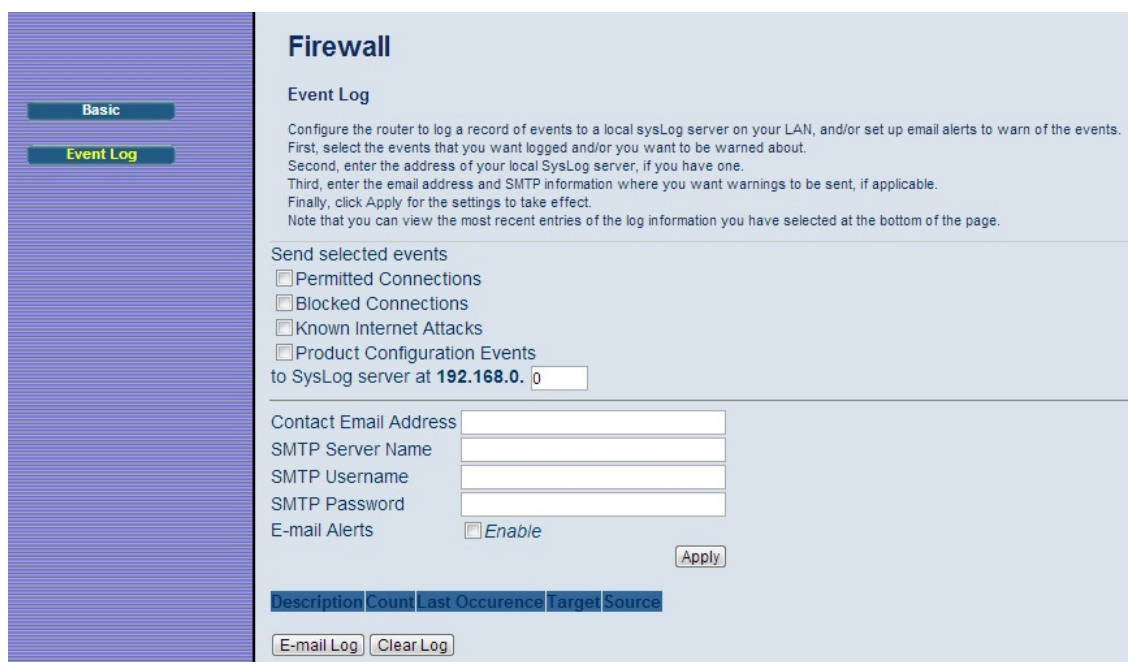 Basic
Event Log
Firewall
Event Log
Configure the router to log a record of events to a local sysLog server on your LAN, and/or set up email alerts to warn of the events.
First, select the events that you want logged and/or you want to be warned about.
Second, enter the address of your local SysLog server, if you have one.
Third, enter the email address and SMTP information where you want warnings to be sent, if applicable.
Finally, click Apply for the settings to take effect.
Note that you can view the most recent entries of the log information you have selected at the bottom of the page.
Send selected events
Permitted Connections
Blocked Connections
Known Internet Attacks
Product Configuration Events
to SysLog server at 192.168.0. 0
Contact Email Address
SMTP Server Name
SMTP Username
SMTP Password
E-mail Alerts Enable
Apply
Description Count Last Occurence Target Source
E-mail Log Clear Log